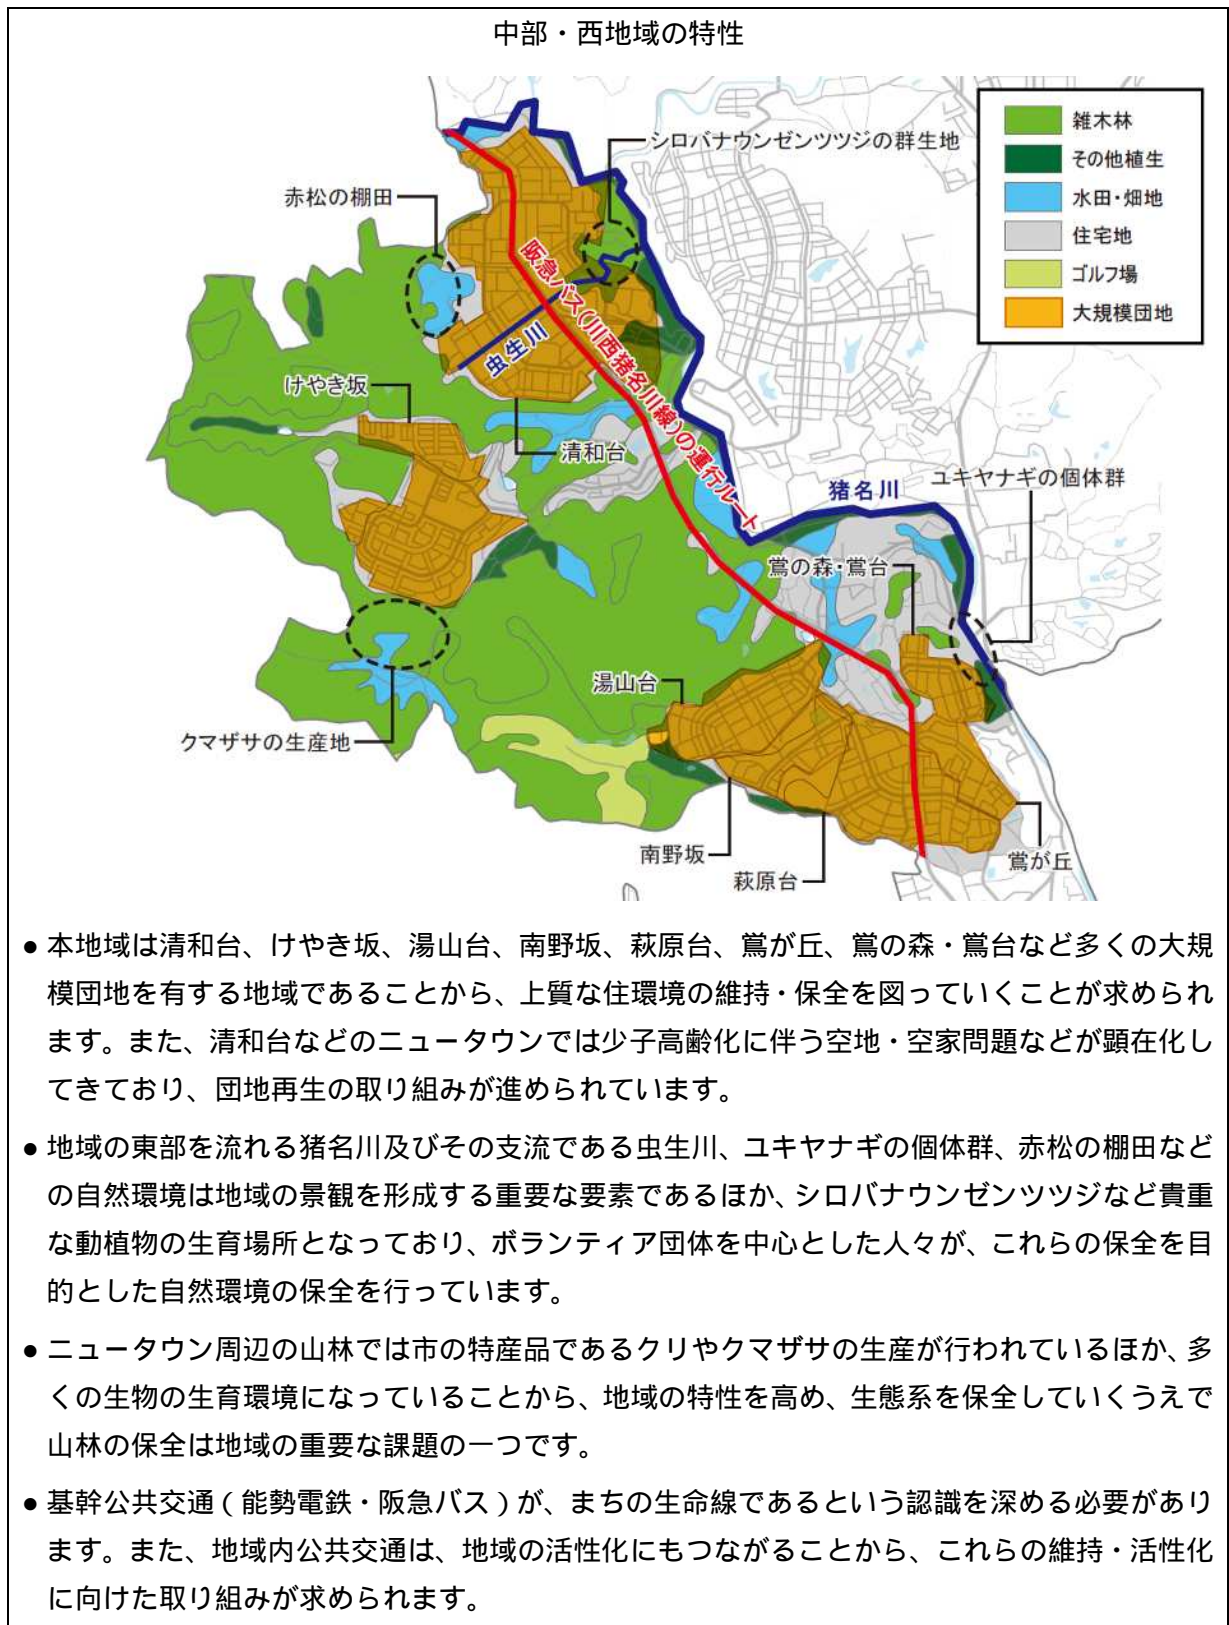 中部・西地域の特性
雑木林
その他植生
水田・畑地
住宅地
ゴルフ場
大規模団地
シロバナウンゼンツツジの群生地
赤松の棚田
阪急バス(川西猪名川線)の運行ルート
虫生川
けやき坂
清和台
猪名川
ユキヤナギの個体群
鴬の森・鴬台
湯山台
クマザサの生産地
南野坂
萩原台
鴬が丘
● 本地域は清和台、けやき坂、湯山台、南野坂、萩原台、鴬が丘、鴬の森・鴬台など多くの大規
模団地を有する地域であることから、上質な住環境の維持・保全を図っていくことが求められ
ます。また、清和台などのニュータウンでは少子高齢化に伴う空地・空家問題などが顕在化し
てきており、団地再生の取り組みが進められています。
● 地域の東部を流れる猪名川及びその支流である虫生川、ユキヤナギの個体群、赤松の棚田など
の自然環境は地域の景観を形成する重要な要素であるほか、シロバナウンゼンツツジなど貴重
な動植物の生育場所となっており、ボランティア団体を中心とした人々が、これらの保全を目
的とした自然環境の保全を行っています。
● ニュータウン周辺の山林では市の特産品であるクリやクマザサの生産が行われているほか、多
くの生物の生育環境になっていることから、地域の特性を高め、生態系を保全していくうえで
山林の保全は地域の重要な課題の一つです。
● 基幹公共交通(能勢電鉄・阪急バス)が、まちの生命線であるという認識を深める必要があり
ます。また、地域内公共交通は、地域の活性化にもつながることから、これらの維持・活性化
に向けた取り組みが求められます。